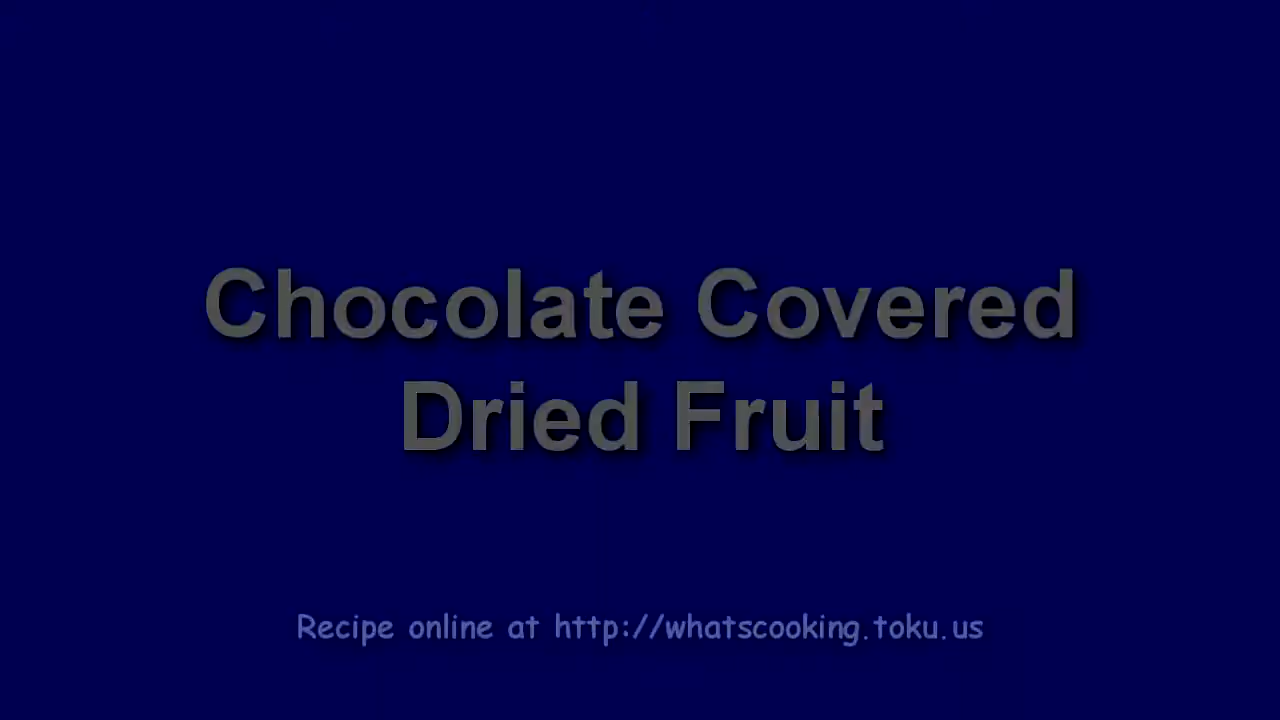 Chocolate Covered
Dried Fruit
Recipe online at http://whatscooking.toku.us